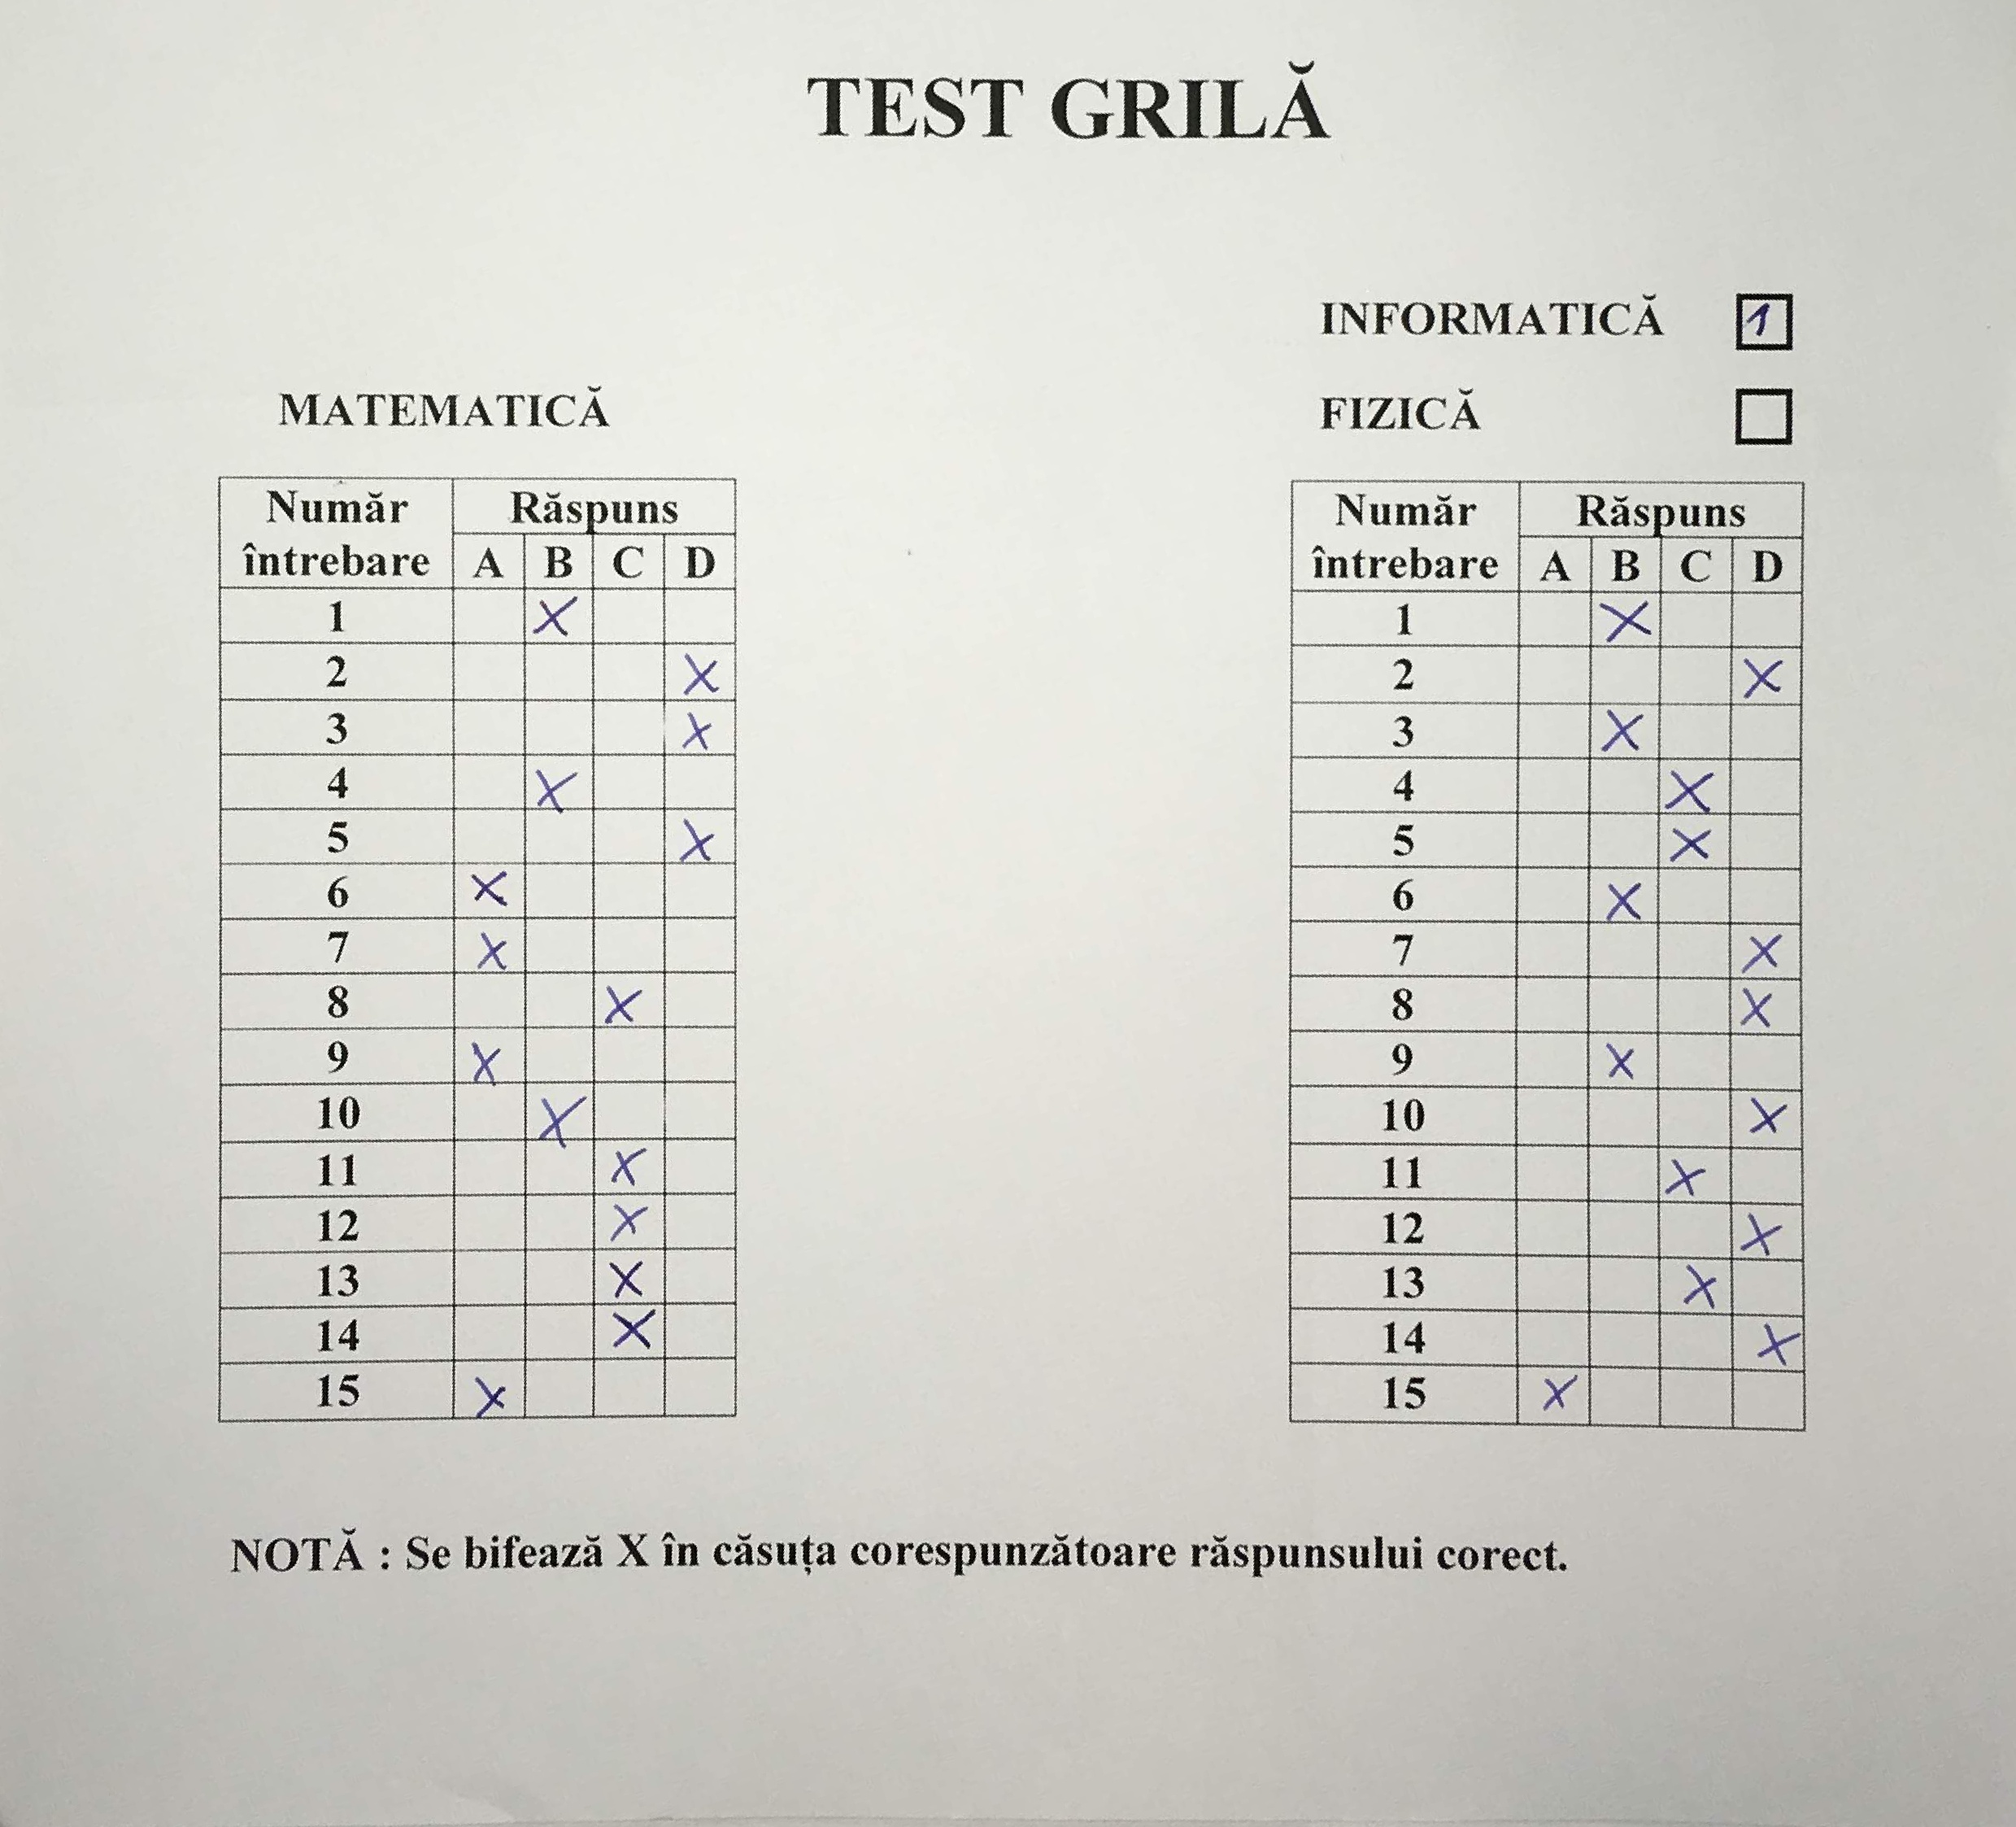 TEST GRILĂ
INFORMATICĂ 1
FIZICĂ
MATEMATICĂ
Număr întrebare Răspuns
A B C D
1 X
2 X
3 X
4 X
5 X
6 X
7 X
8 X
9 X
10 X
11 X
12 X
13 X
14 X
15 X
Număr întrebare Răspuns
A B C D
1 X
2 X
3 X
4 X
5 X
6 X
7 X
8 X
9 X
10 X
11 X
12 X
13 X
14 X
15 X
NOTĂ : Se bifează X în căsuța corespunzătoare răspunsului corect.